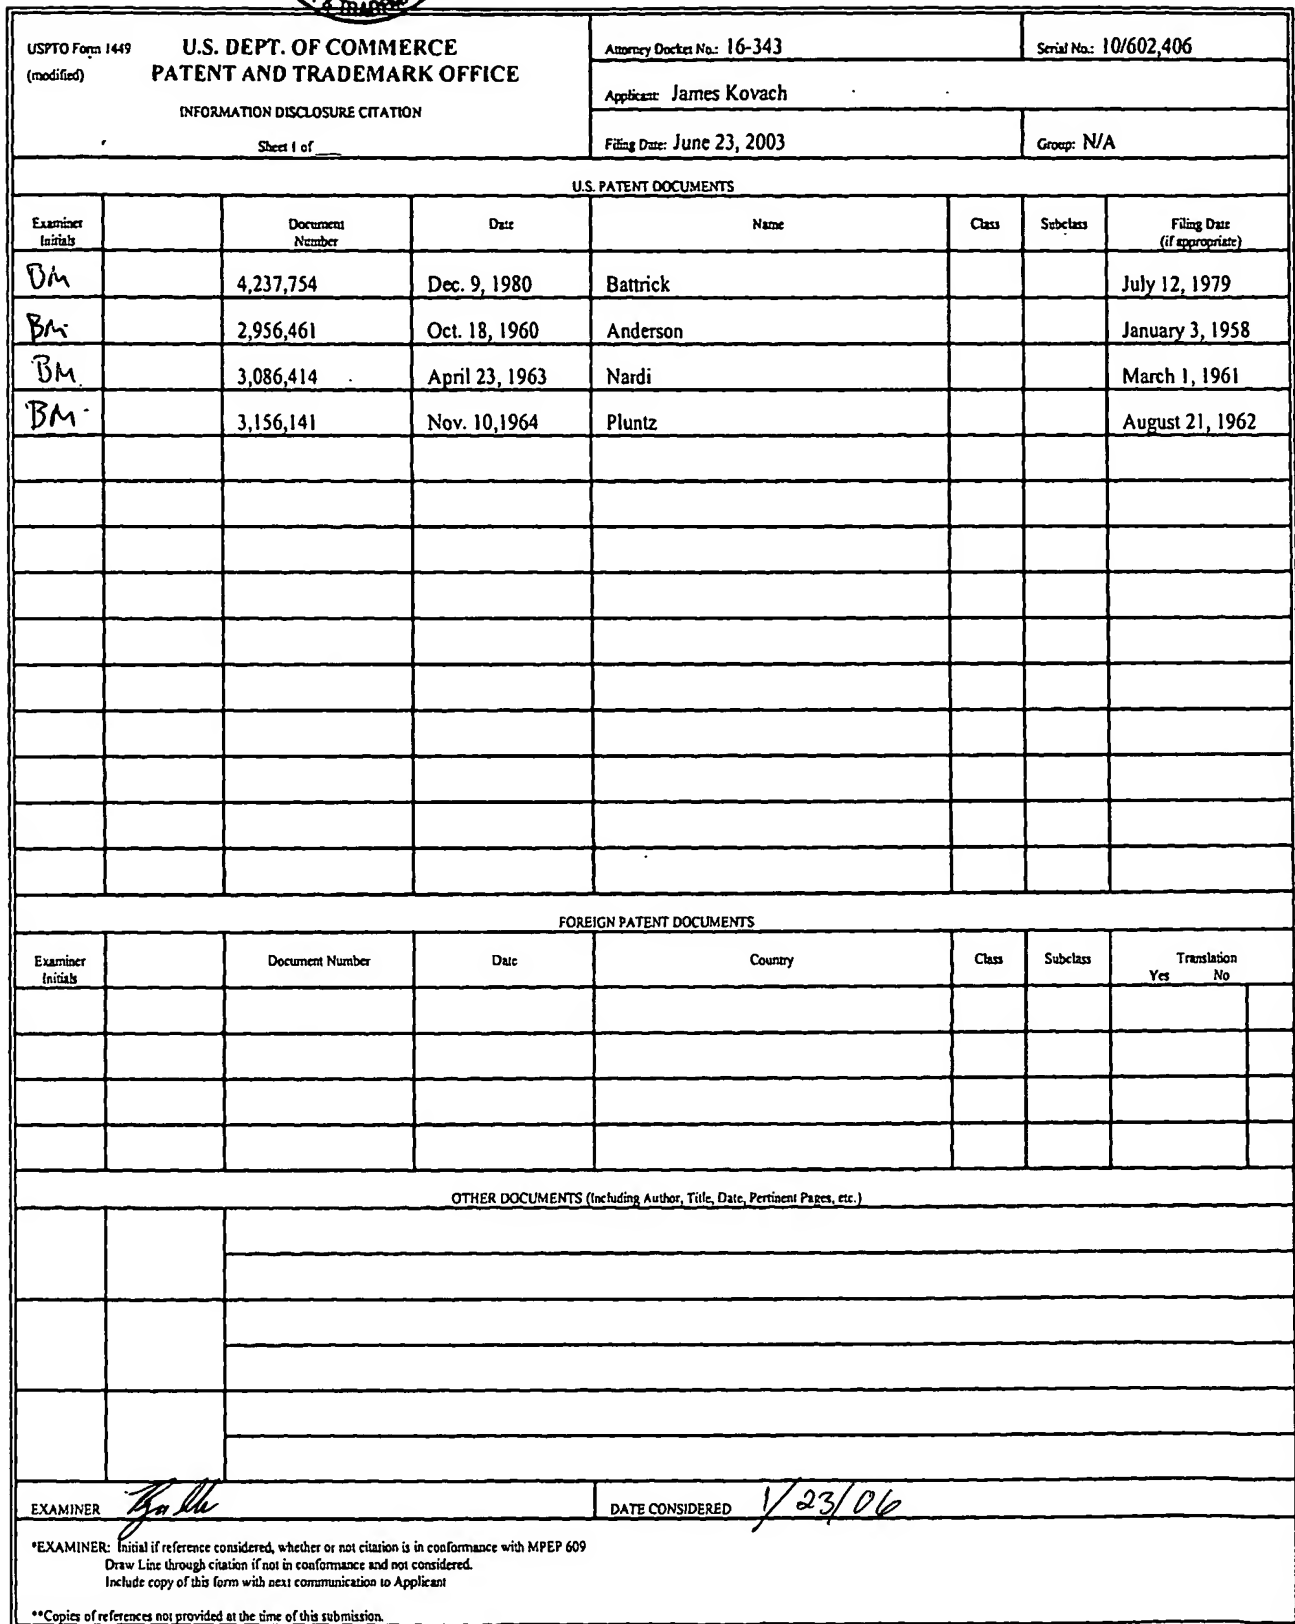 USPTO Form 1449
(modified)
U.S. DEPT. OF COMMERCE
PATENT AND TRADEMARK OFFICE
INFORMATION DISCLOSURE CITATION
Sheet 1 of __
Attorney Docket No.: 16-343
Serial No.: 10/602,406
Applicant: James Kovach
Filing Date: June 23, 2003
Group: N/A
U.S. PATENT DOCUMENTS
Examiner Initials Document Number Date Name Class Subclass Filing Date (if appropriate)
BM 4,237,754 Dec. 9, 1980 Battrick July 12, 1979
BM 2,956,461 Oct. 18, 1960 Anderson January 3, 1958
BM 3,086,414 April 23, 1963 Nardi March 1, 1961
BM 3,156,141 Nov. 10,1964 Pluntz August 21, 1962
FOREIGN PATENT DOCUMENTS
Examiner Initials Document Number Date Country Class Subclass Translation Yes No
OTHER DOCUMENTS (Including Author, Title, Date, Pertinent Pages, etc.)
EXAMINER
DATE CONSIDERED 1/23/06
*EXAMINER: Initial if reference considered, whether or not citation is in conformance with MPEP 609
Draw Line through citation if not in conformance and not considered.
Include copy of this form with next communication to Applicant
**Copies of references not provided at the time of this submission.